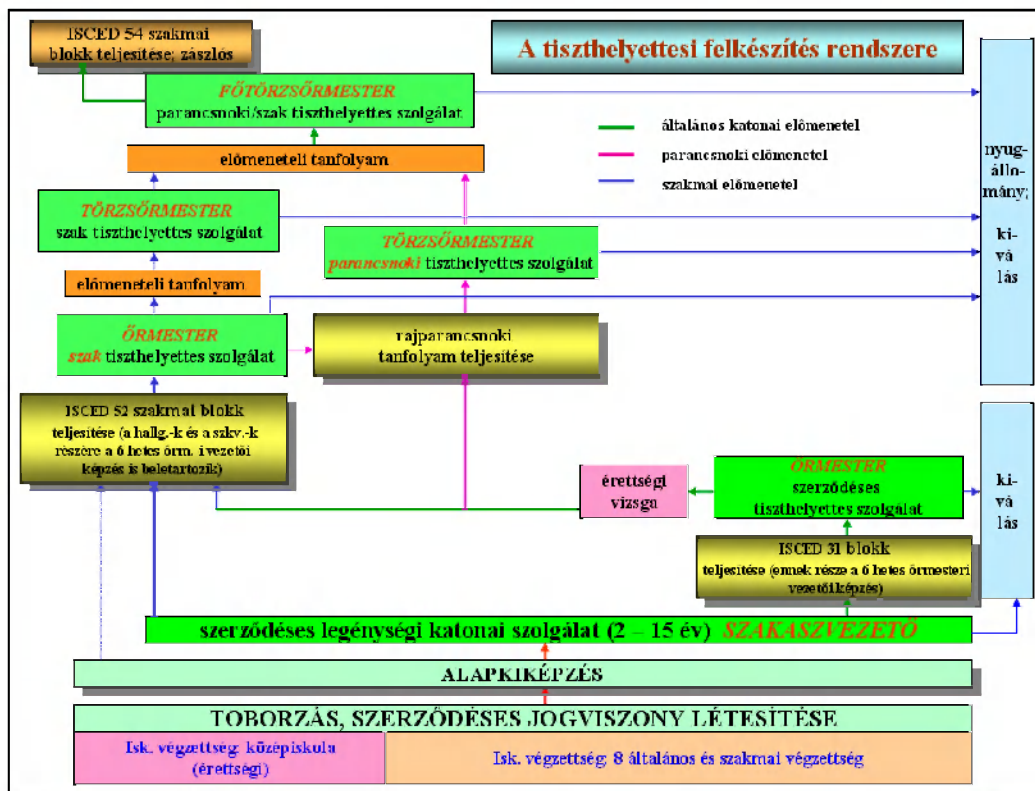 ISCED 54 szakmai
blokk teljesítése; zászlós
A tiszthelyettesi felkészítés rendszere
FŐTÖRZSŐRMESTER
parancsnoki/szak tiszthelyettes szolgálat
általános katonai előmenetel
parancsnoki előmenetel
szakmai előmenetel
nyug-
állo-
mány;
ki-
vá
lás
előmeneteli tanfolyam
TÖRZSŐRMESTER
szak tiszthelyettes szolgálat
TÖRZSŐRMESTER
parancsnoki tiszthelyettes szolgálat
előmeneteli tanfolyam
ŐRMESTER
szak tiszthelyettes szolgálat
rajparancsnoki
tanfolyam teljesítése
ISCED 52 szakmai blokk
teljesítése (a hallg.-k és a szkv.-k
részére a 6 hetes őrm. i vezetői
képzés is beletartozik)
érettségi
vizsga
ŐRMESTER
szerződéses
tiszthelyettes szolgálat
ki-
vá
lás
ISCED 31 blokk
teljesítése (ennek része a 6 hetes őrmesteri
vezetői képzés)
szerződéses legénységi katonai szolgálat (2 – 15 év) SZAKASZVEZETŐ
ALAPKIKÉPZÉS
TOBORZÁS, SZERZŐDÉSES JOGVISZONY LÉTESÍTÉSE
Isk. végzettség: középiskola
(érettségi)
Isk. végzettség: 8 általános és szakmai végzettség